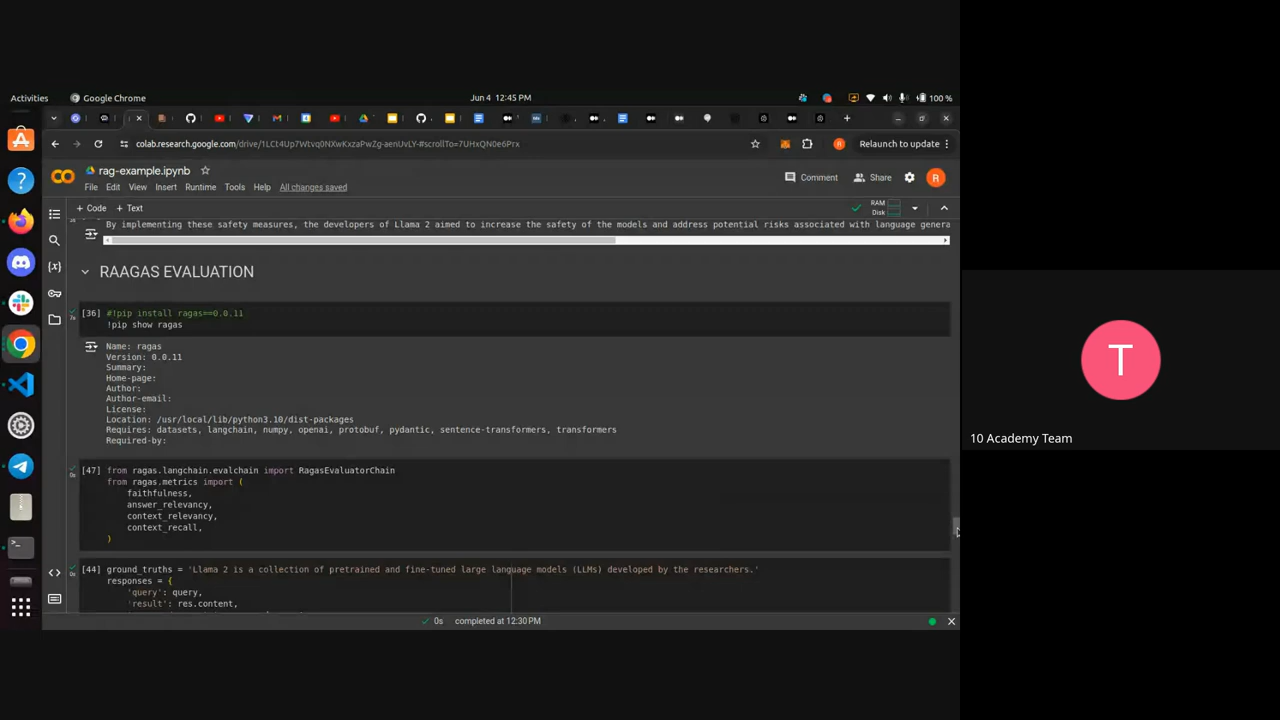 Activities
Google Chrome
Jun 4 12:45 PM
100 %
colab.research.google.com/drive/1LCt4Up7Wtvq0NXwKxzaPwZg-aenUvLY-#scrollTo=7UHxQN0e6Prx
R
Relaunch to update
rag-example.ipynb
File Edit View Insert Runtime Tools Help All changes saved
Comment
Share
R
+ Code + Text
RAM
Disk
By implementing these safety measures, the developers of Llama 2 aimed to increase the safety of the models and address potential risks associated with language genera
RAAGAS EVALUATION
[36] #!pip install ragas==0.0.11
!pip show ragas
Name: ragas
Version: 0.0.11
Summary:
Home-page:
Author:
Author-email:
License:
Location: /usr/local/lib/python3.10/dist-packages
Requires: datasets, langchain, numpy, openai, protobuf, pydantic, sentence-transformers, transformers
Required-by:
[47] from ragas.langchain.evalchain import RagasEvaluatorChain
from ragas.metrics import (
faithfulness,
answer_relevancy,
context_relevancy,
context_recall,
)
[44] ground_truths = 'Llama 2 is a collection of pretrained and fine-tuned large language models (LLMs) developed by the researchers.'
responses = {
'query': query,
'result': res.content,
0s completed at 12:30 PM
T
10 Academy Team